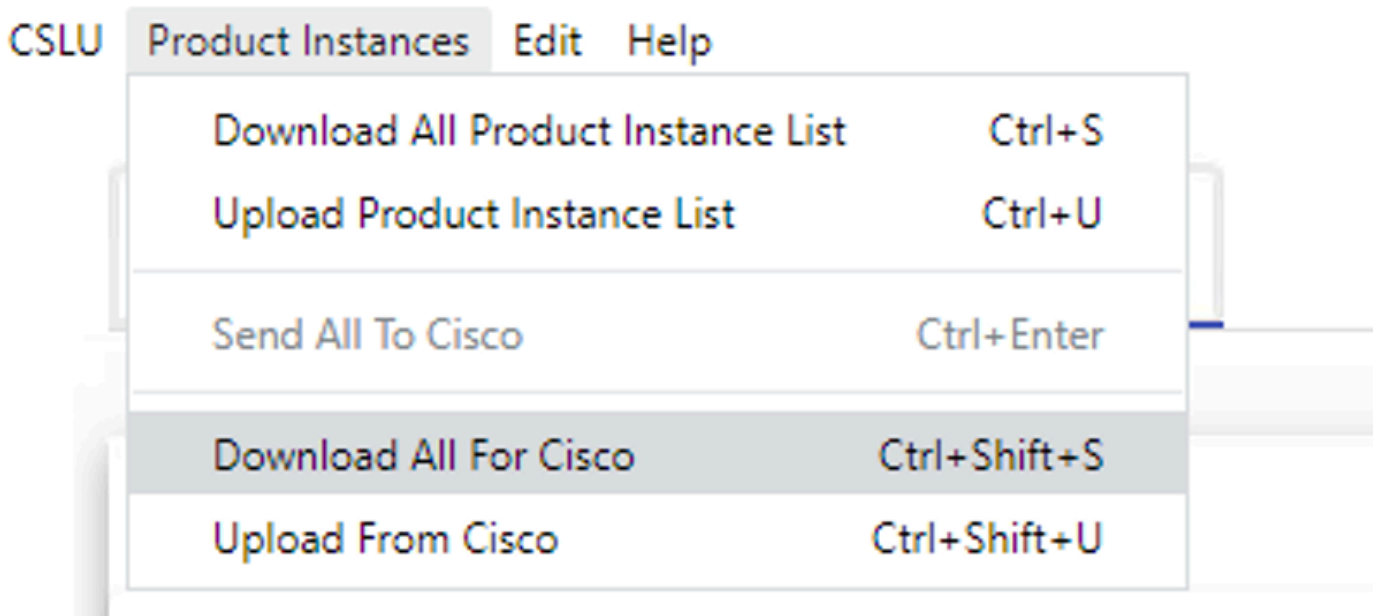 CSLU Product Instances Edit Help
Download All Product Instance List Ctrl+S
Upload Product Instance List Ctrl+U
Send All To Cisco Ctrl+Enter
Download All For Cisco Ctrl+Shift+S
Upload From Cisco Ctrl+Shift+U